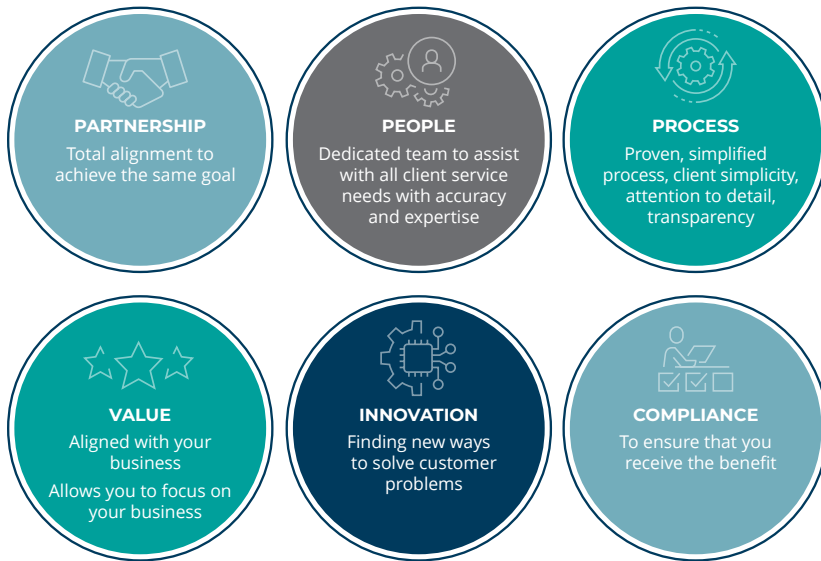 PARTNERSHIP
Total alignment to
achieve the same goal
PEOPLE
Dedicated team to assist
with all client service
needs with accuracy
and expertise
PROCESS
Proven, simplified
process, client simplicity,
attention to detail,
transparency
VALUE
Aligned with your
business
Allows you to focus on
your business
INNOVATION
Finding new ways
to solve customer
problems
COMPLIANCE
To ensure that you
receive the benefit